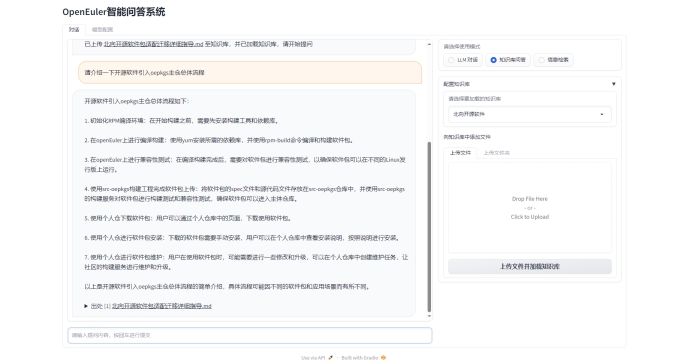 OpenEuler智能问答系统
对话
模型配置
已上传 北向开源软件包适配迁移详细指导.md 至知识库，并已加载知识库，请开始提问
请介绍一下开源软件引入oepkgs主仓总体流程
开源软件引入oepkgs主仓总体流程如下：
1. 初始化RPM编译环境：在开始构建之前，需要先安装构建工具和依赖库。
2. 在openEuler上进行编译构建：使用yum安装所需的依赖库，并使用rpm-build命令编译和构建软件包。
3. 在openEuler上进行兼容性测试：在编译构建完成后，需要对软件包进行兼容性测试，以确保软件包可以在不同的Linux发
行版上运行。
4. 使用src-oepkgs构建工程完成软件包上传：将软件包的spec文件和源代码文件存放在src-oepkgs仓库中，并使用src-oepkgs
的构建服务对软件包进行构建测试和兼容性测试，确保软件包可以进入主体仓库。
5. 使用个人仓下载软件包：用户可以通过个人仓库中的页面，下载使用软件包。
6. 使用个人仓进行软件包安装：下载的软件包需要手动安装，用户可以在个人仓库中查看安装说明，按照说明进行安装。
7. 使用个人仓进行软件包维护：用户在使用软件包时，可能需要进行一些修改和升级，可以在个人仓库中创建维护任务，让
社区的构建服务进行维护和升级。
以上是开源软件引入oepkgs主仓总体流程的简单介绍，具体流程可能因不同的软件包和应用场景而有所不同。
出处 [1] 北向开源软件包适配迁移详细指导.md
请输入提问内容，按回车进行提交
请选择使用模式
LLM 对话
知识库问答
配置知识库
请选择要加载的知识库
北向开源软件
向知识库中添加文件
上传文件
上传文件夹
Drop File Here
- or -
Click to Upload
上传文件并加载知识库
Use via API
Built with Gradio